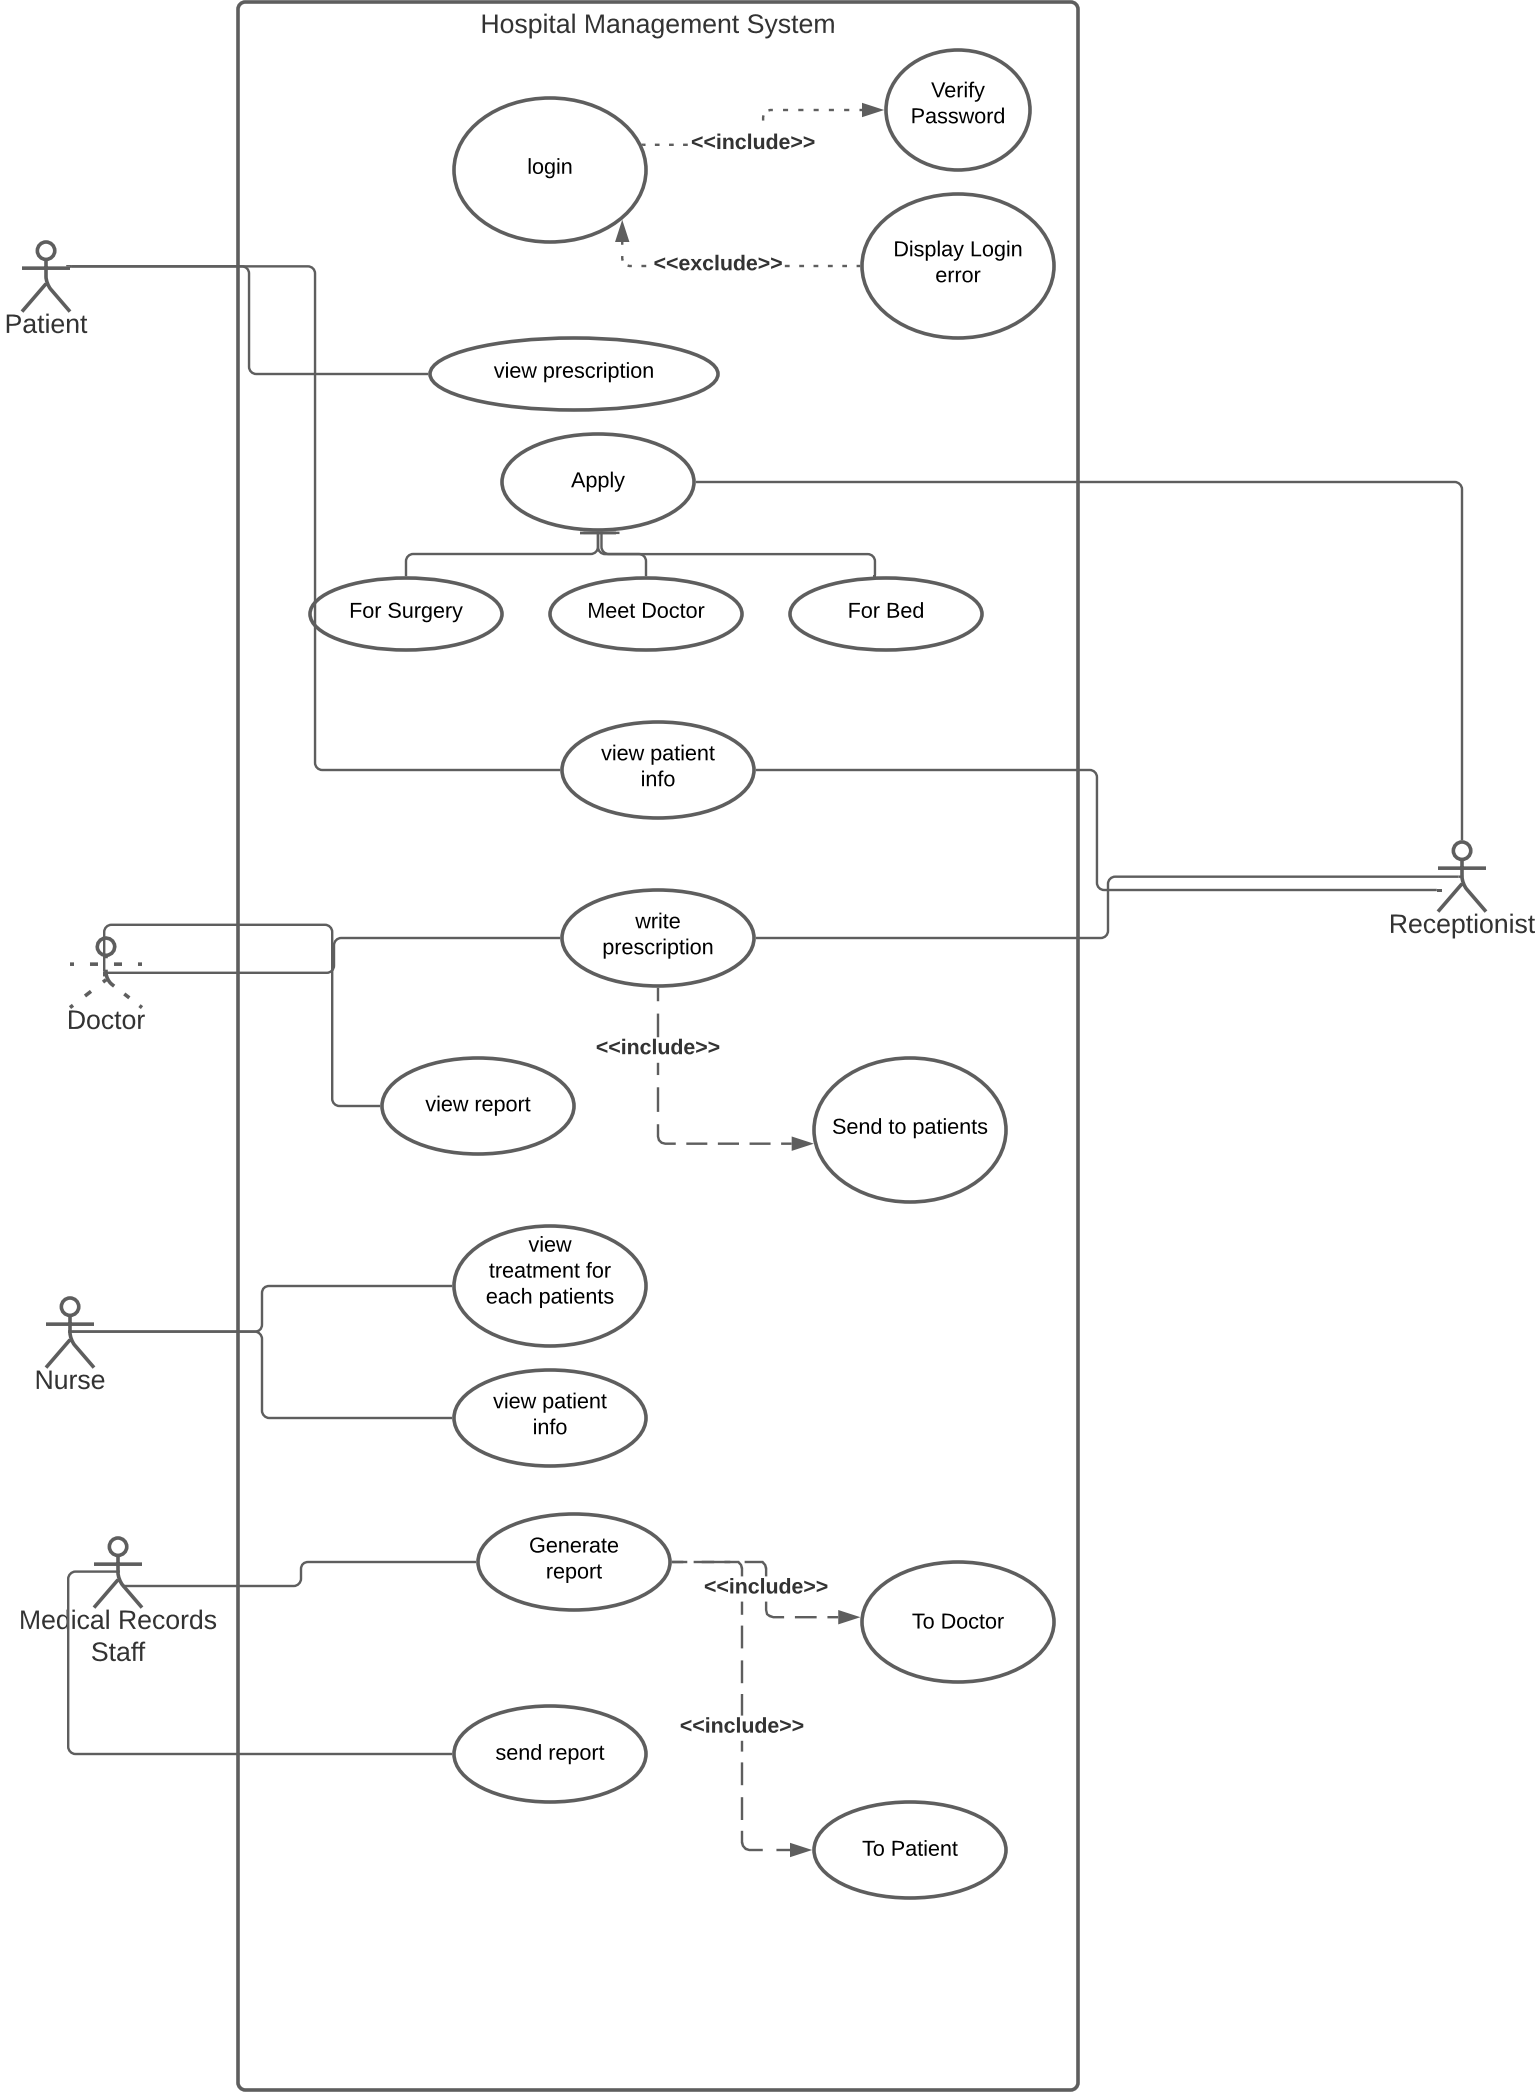 Hospital Management System
Verify
Password
<<include>>
login
Display Login
error
<<exclude>>
Patient
view prescription
Apply
For Surgery
Meet Doctor
For Bed
view patient
info
Receptionist
write
prescription
Doctor
<<include>>
view report
Send to patients
view
treatment for
each patients
Nurse
view patient
info
Generate
report
<<include>>
To Doctor
Medical Records
Staff
<<include>>
send report
To Patient